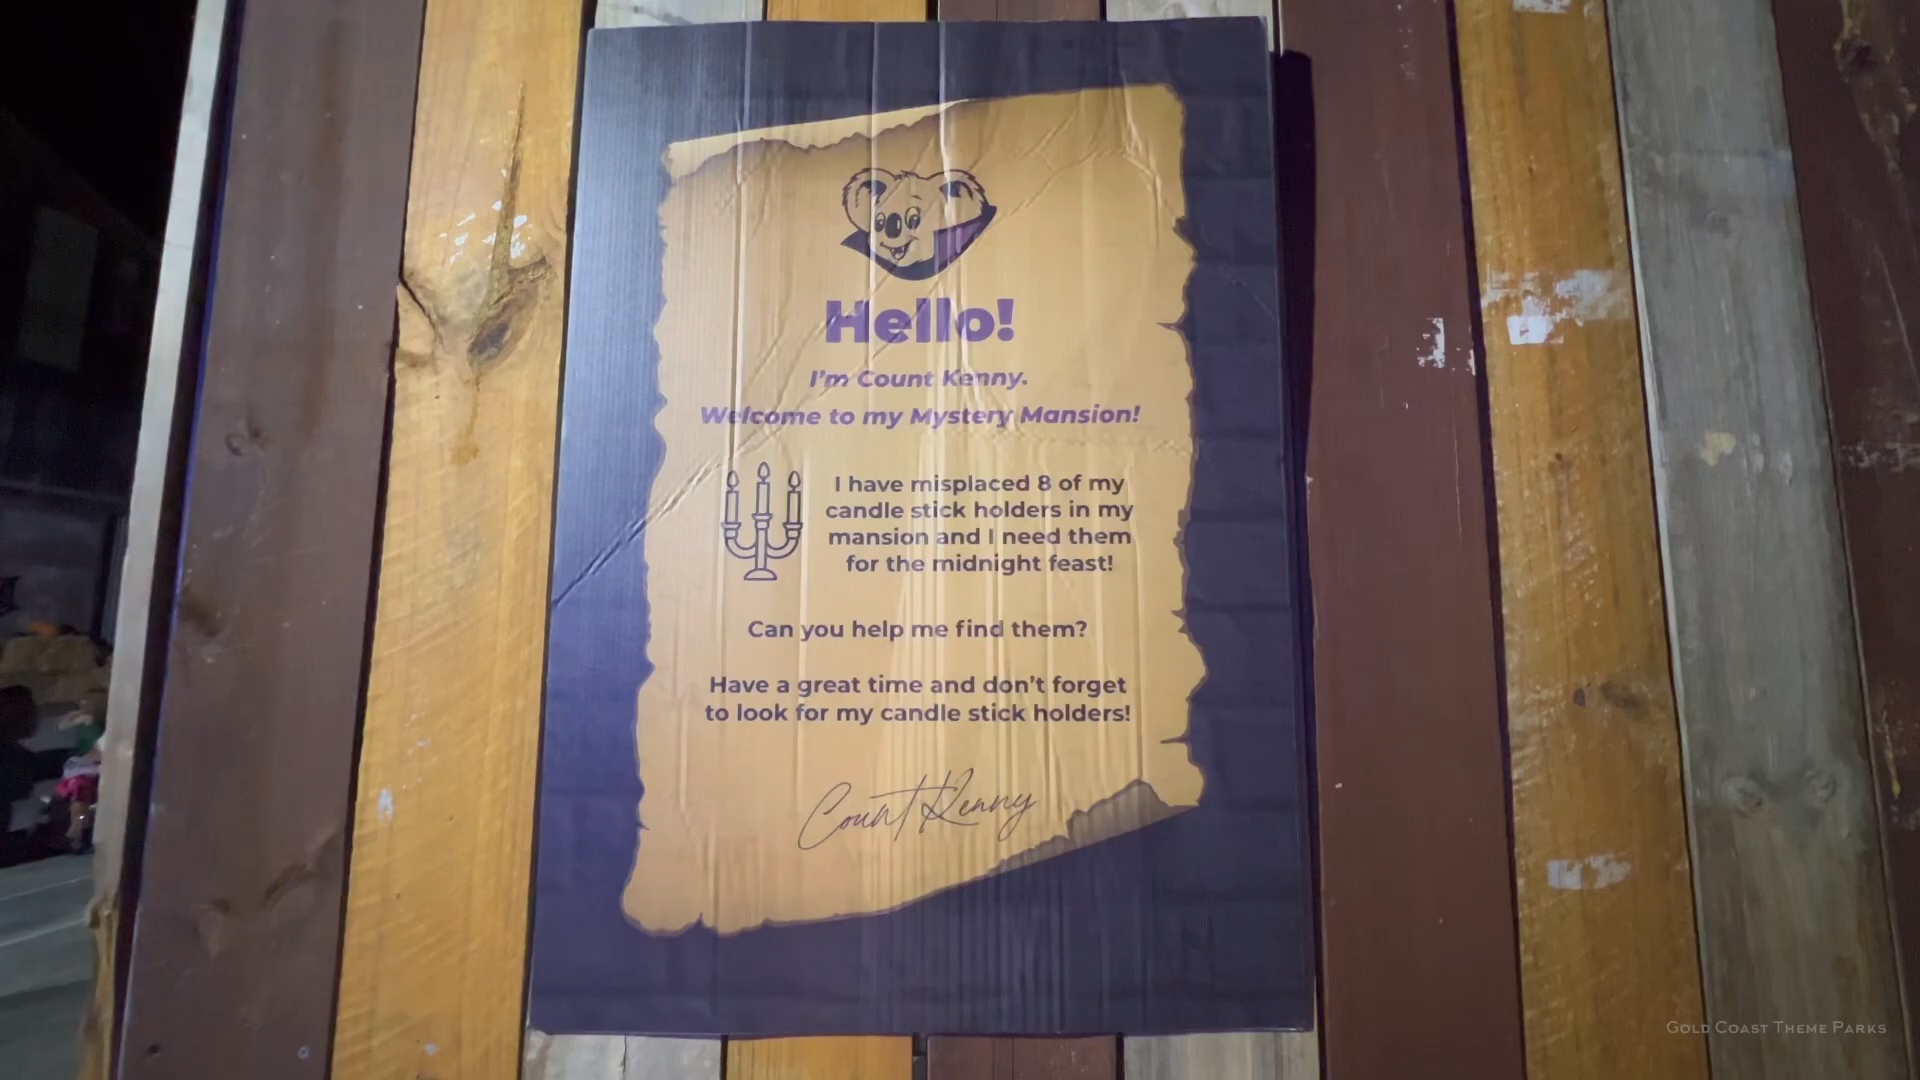 Hello!
I'm Count Kenny.
Welcome to my Mystery Mansion!
I have misplaced 8 of my
candle stick holders in my
mansion and I need them
for the midnight feast!
Can you help me find them?
Have a great time and don't forget
to look for my candle stick holders!
Count Kenny
Gold Coast Theme Parks